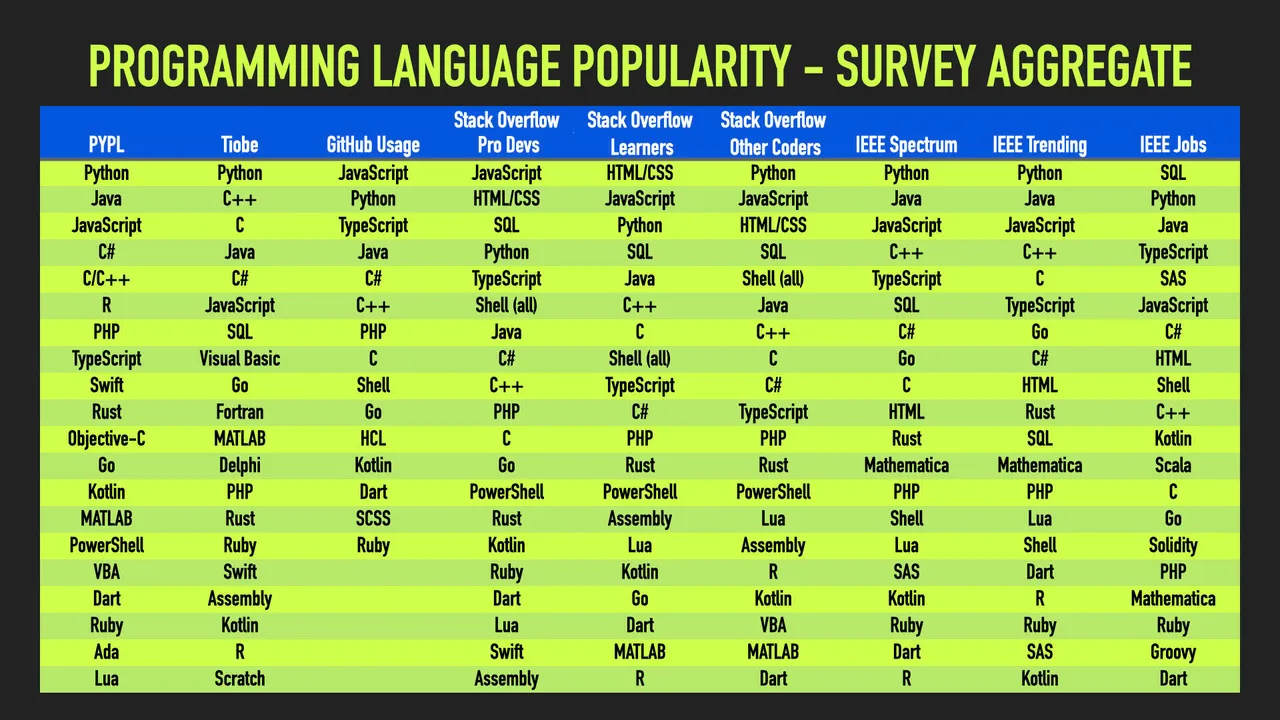 PROGRAMMING LANGUAGE POPULARITY - SURVEY AGGREGATE
PYPL Tiobe GitHub Usage Stack Overflow Pro Devs Stack Overflow Learners Stack Overflow Other Coders IEEE Spectrum IEEE Trending IEEE Jobs
Python Python JavaScript JavaScript HTML/CSS Python Python Python SQL
Java C++ Python HTML/CSS JavaScript JavaScript Java Java Python
JavaScript C TypeScript SQL Python HTML/CSS JavaScript JavaScript Java
C# Java Java Python SQL SQL C++ C++ TypeScript
C/C++ C# C# TypeScript Java Shell (all) TypeScript C SAS
R JavaScript C++ Shell (all) C++ Java SQL TypeScript JavaScript
PHP SQL PHP Java C C++ C# Go C#
TypeScript Visual Basic C C# Shell (all) C Go C# HTML
Swift Go Shell C++ TypeScript C# C HTML Shell
Rust Fortran Go PHP C# TypeScript HTML Rust C++
Objective-C MATLAB HCL C PHP PHP Rust SQL Kotlin
Go Delphi Kotlin Go Rust Rust Mathematica Mathematica Scala
Kotlin PHP Dart PowerShell PowerShell PowerShell PHP PHP C
MATLAB Rust SCSS Rust Assembly Lua Shell Lua Go
PowerShell Ruby Ruby Kotlin Lua Assembly Lua Shell Solidity
VBA Swift Ruby Kotlin R SAS Dart PHP
Dart Assembly Dart Go Kotlin Kotlin R Mathematica
Ruby Kotlin Lua Dart VBA Ruby Ruby Ruby
Ada R Swift MATLAB MATLAB Dart SAS Groovy
Lua Scratch Assembly R Dart R Kotlin Dart